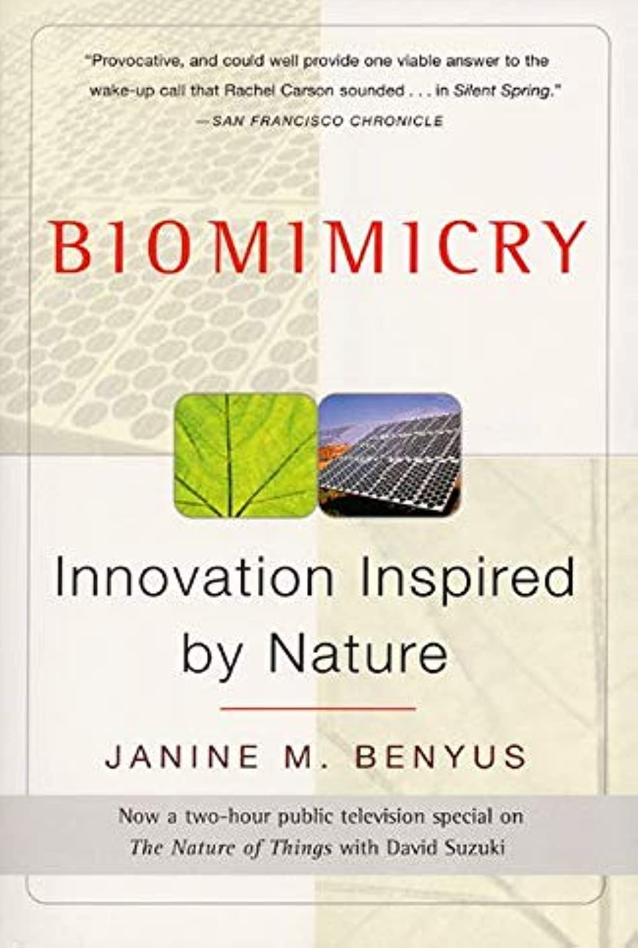 "Provocative, and could well provide one viable answer to the
wake-up call that Rachel Carson sounded . . . in Silent Spring."
—SAN FRANCISCO CHRONICLE
BIOMIMICRY
Innovation Inspired
by Nature
JANINE M. BENYUS
Now a two-hour public television special on
The Nature of Things with David Suzuki